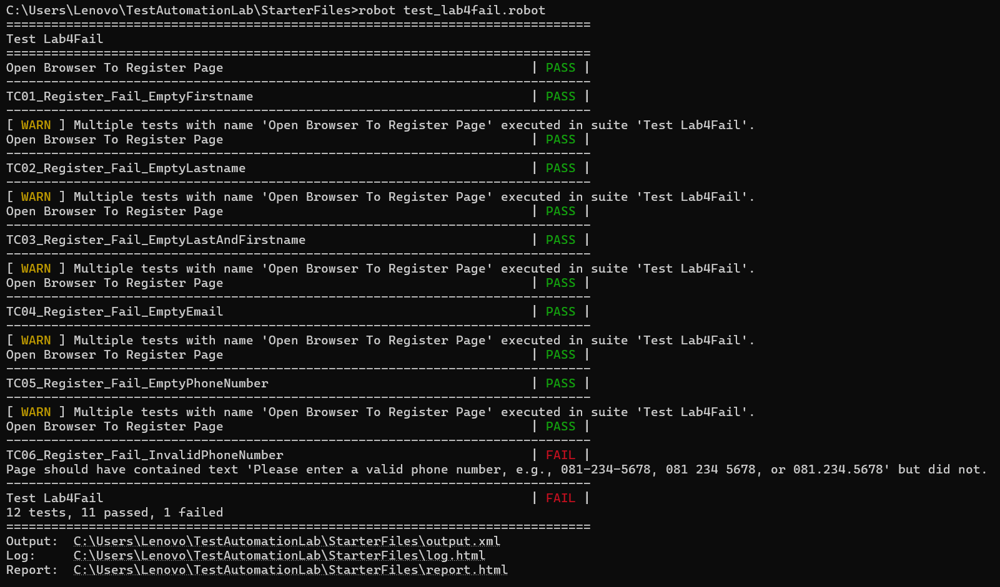 C:\Users\Lenovo\TestAutomationLab\StarterFiles>robot test_lab4fail.robot
==============================================================================
Test Lab4Fail
==============================================================================
Open Browser To Register Page                                         | PASS |
------------------------------------------------------------------------------
TC01_Register_Fail_EmptyFirstname                                     | PASS |
------------------------------------------------------------------------------
[ WARN ] Multiple tests with name 'Open Browser To Register Page' executed in suite 'Test Lab4Fail'.
Open Browser To Register Page                                         | PASS |
------------------------------------------------------------------------------
TC02_Register_Fail_EmptyLastname                                      | PASS |
------------------------------------------------------------------------------
[ WARN ] Multiple tests with name 'Open Browser To Register Page' executed in suite 'Test Lab4Fail'.
Open Browser To Register Page                                         | PASS |
------------------------------------------------------------------------------
TC03_Register_Fail_EmptyLastAndFirstname                              | PASS |
------------------------------------------------------------------------------
[ WARN ] Multiple tests with name 'Open Browser To Register Page' executed in suite 'Test Lab4Fail'.
Open Browser To Register Page                                         | PASS |
------------------------------------------------------------------------------
TC04_Register_Fail_EmptyEmail                                         | PASS |
------------------------------------------------------------------------------
[ WARN ] Multiple tests with name 'Open Browser To Register Page' executed in suite 'Test Lab4Fail'.
Open Browser To Register Page                                         | PASS |
------------------------------------------------------------------------------
TC05_Register_Fail_EmptyPhoneNumber                                   | PASS |
------------------------------------------------------------------------------
[ WARN ] Multiple tests with name 'Open Browser To Register Page' executed in suite 'Test Lab4Fail'.
Open Browser To Register Page                                         | PASS |
------------------------------------------------------------------------------
TC06_Register_Fail_InvalidPhoneNumber                                 | FAIL |
Page should have contained text 'Please enter a valid phone number, e.g., 081-234-5678, 081 234 5678, or 081.234.5678' but did not.
------------------------------------------------------------------------------
Test Lab4Fail                                                         | FAIL |
12 tests, 11 passed, 1 failed
==============================================================================
Output:  C:\Users\Lenovo\TestAutomationLab\StarterFiles\output.xml
Log:     C:\Users\Lenovo\TestAutomationLab\StarterFiles\log.html
Report:  C:\Users\Lenovo\TestAutomationLab\StarterFiles\report.html